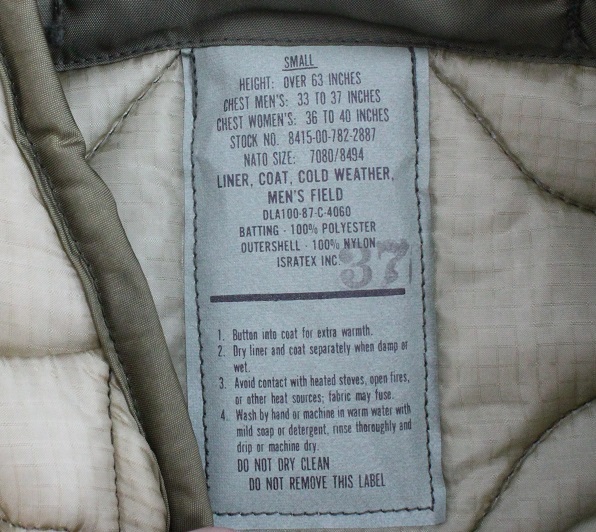 SMALL
HEIGHT: OVER 63 INCHES
CHEST MEN'S: 33 TO 37 INCHES
CHEST WOMEN'S: 36 TO 40 INCHES
STOCK NO. 8415-00-782-2887
NATO SIZE: 7080/8494
LINER, COAT, COLD WEATHER,
MEN'S FIELD
DLA100-87-C-4060
BATTING - 100% POLYESTER
OUTERSHELL - 100% NYLON
ISRATEX INC.
37
1. Button into coat for extra warmth.
2. Dry liner and coat separately when damp or
wet.
3. Avoid contact with heated stoves, open fires,
or other heat sources; fabric may fuse.
4. Wash by hand or machine in warm water with
mild soap or detergent, rinse thoroughly and
drip or machine dry.
DO NOT DRY CLEAN
DO NOT REMOVE THIS LABEL